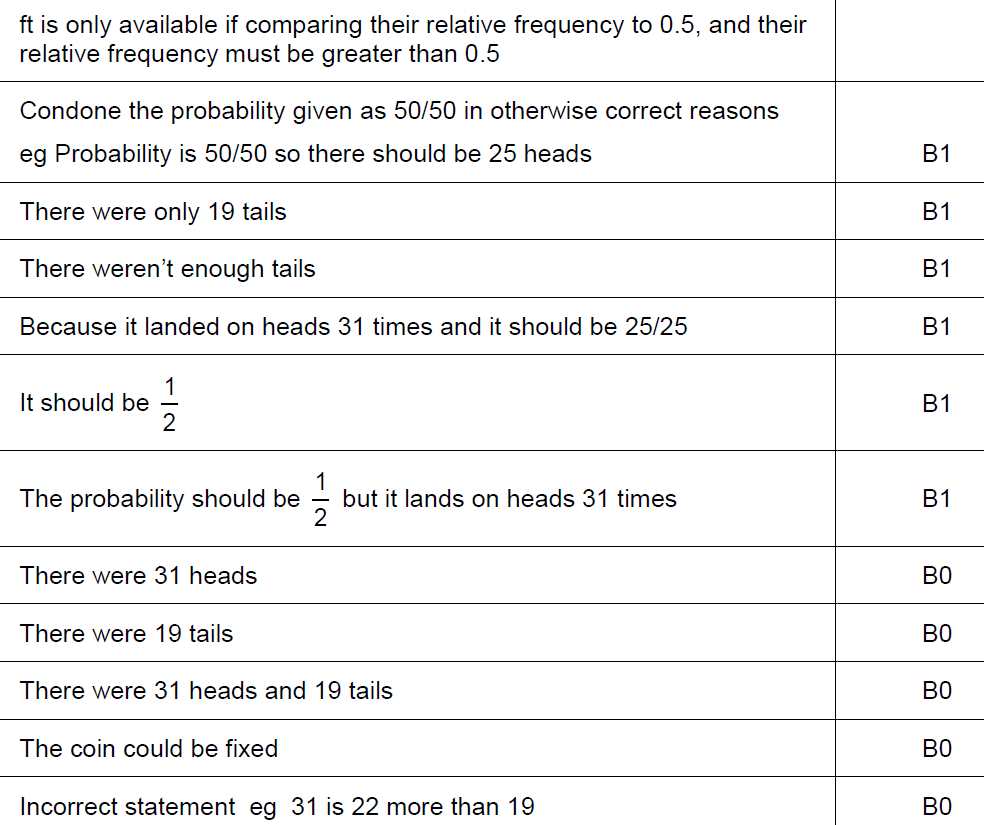 ft is only available if comparing their relative frequency to 0.5, and their
relative frequency must be greater than 0.5
Condone the probability given as 50/50 in otherwise correct reasons
eg Probability is 50/50 so there should be 25 heads B1
There were only 19 tails B1
There weren't enough tails B1
Because it landed on heads 31 times and it should be 25/25 B1
It should be 1/2 B1
The probability should be 1/2 but it lands on heads 31 times B1
There were 31 heads B0
There were 19 tails B0
There were 31 heads and 19 tails B0
The coin could be fixed B0
Incorrect statement eg 31 is 22 more than 19 B0